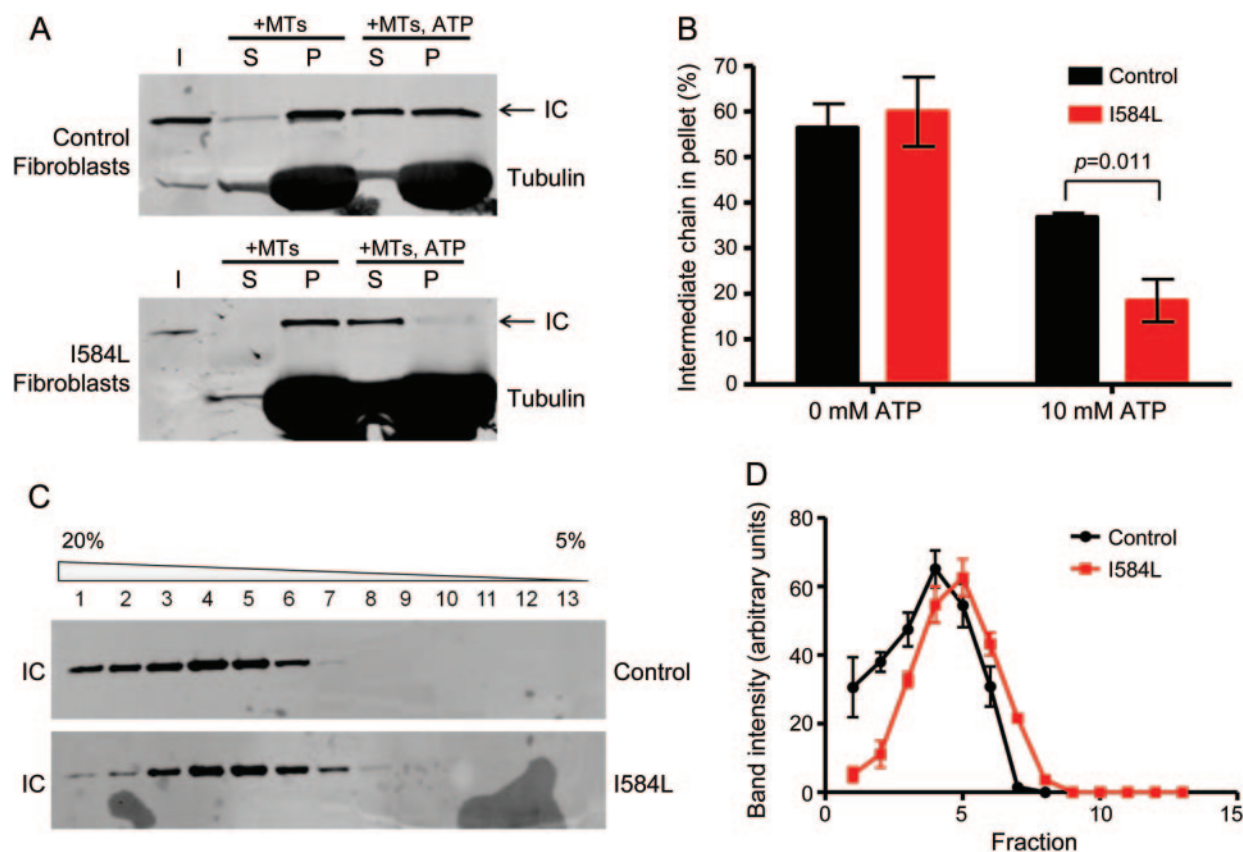 A
+MTs +MTs, ATP
I S P S P
Control
Fibroblasts
IC
Tubulin
+MTs +MTs, ATP
I S P S P
I584L
Fibroblasts
IC
Tubulin
B
Intermediate chain in pellet (%)
70
60
50
40
30
20
10
0
Control
I584L
p=0.011
0 mM ATP 10 mM ATP
C
20% 5%
1 2 3 4 5 6 7 8 9 10 11 12 13
IC Control
IC I584L
D
Band intensity (arbitrary units)
80
60
40
20
0
Control
I584L
0 5 10 15
Fraction